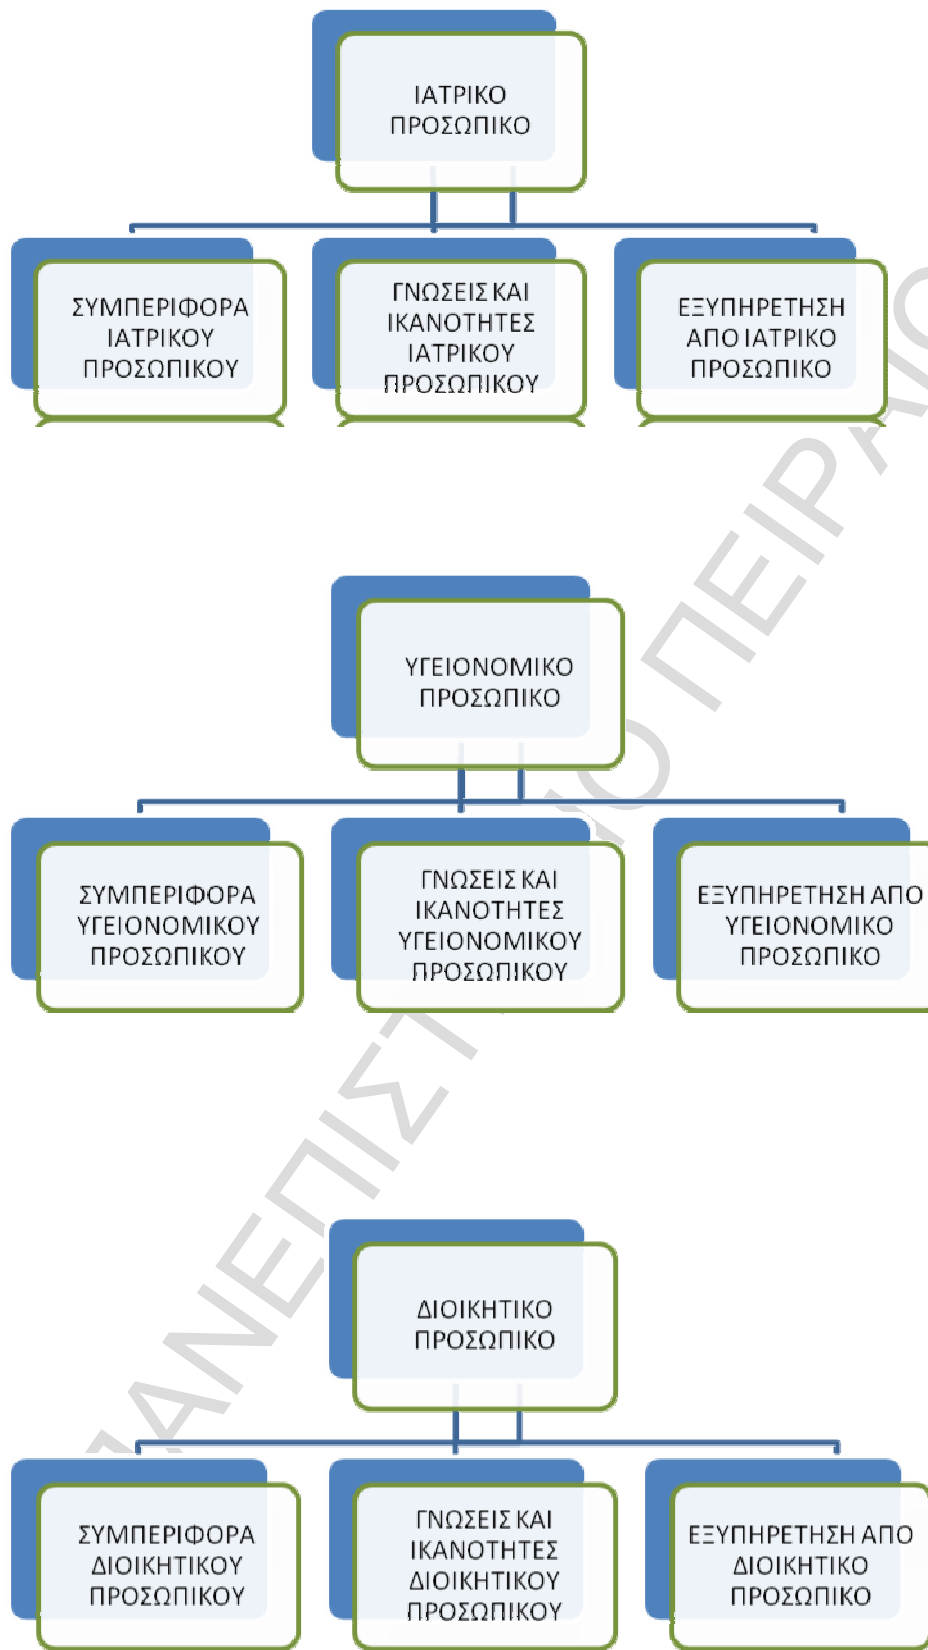 ΙΑΤΡΙΚΟ
ΠΡΟΣΩΠΙΚΟ
ΣΥΜΠΕΡΙΦΟΡΑ
ΙΑΤΡΙΚΟΥ
ΠΡΟΣΩΠΙΚΟΥ
ΓΝΩΣΕΙΣ ΚΑΙ
ΙΚΑΝΟΤΗΤΕΣ
ΙΑΤΡΙΚΟΥ
ΠΡΟΣΩΠΙΚΟΥ
ΕΞΥΠΗΡΕΤΗΣΗ
ΑΠΟ ΙΑΤΡΙΚΟ
ΠΡΟΣΩΠΙΚΟ
ΥΓΕΙΟΝΟΜΙΚΟ
ΠΡΟΣΩΠΙΚΟ
ΣΥΜΠΕΡΙΦΟΡΑ
ΥΓΕΙΟΝΟΜΙΚΟΥ
ΠΡΟΣΩΠΙΚΟΥ
ΓΝΩΣΕΙΣ ΚΑΙ
ΙΚΑΝΟΤΗΤΕΣ
ΥΓΕΙΟΝΟΜΙΚΟΥ
ΠΡΟΣΩΠΙΚΟΥ
ΕΞΥΠΗΡΕΤΗΣΗ ΑΠΟ
ΥΓΕΙΟΝΟΜΙΚΟ
ΠΡΟΣΩΠΙΚΟ
ΔΙΟΙΚΗΤΙΚΟ
ΠΡΟΣΩΠΙΚΟ
ΣΥΜΠΕΡΙΦΟΡΑ
ΔΙΟΙΚΗΤΙΚΟΥ
ΠΡΟΣΩΠΙΚΟΥ
ΓΝΩΣΕΙΣ ΚΑΙ
ΙΚΑΝΟΤΗΤΕΣ
ΔΙΟΙΚΗΤΙΚΟΥ
ΠΡΟΣΩΠΙΚΟΥ
ΕΞΥΠΗΡΕΤΗΣΗ ΑΠΟ
ΔΙΟΙΚΗΤΙΚΟ
ΠΡΟΣΩΠΙΚΟ